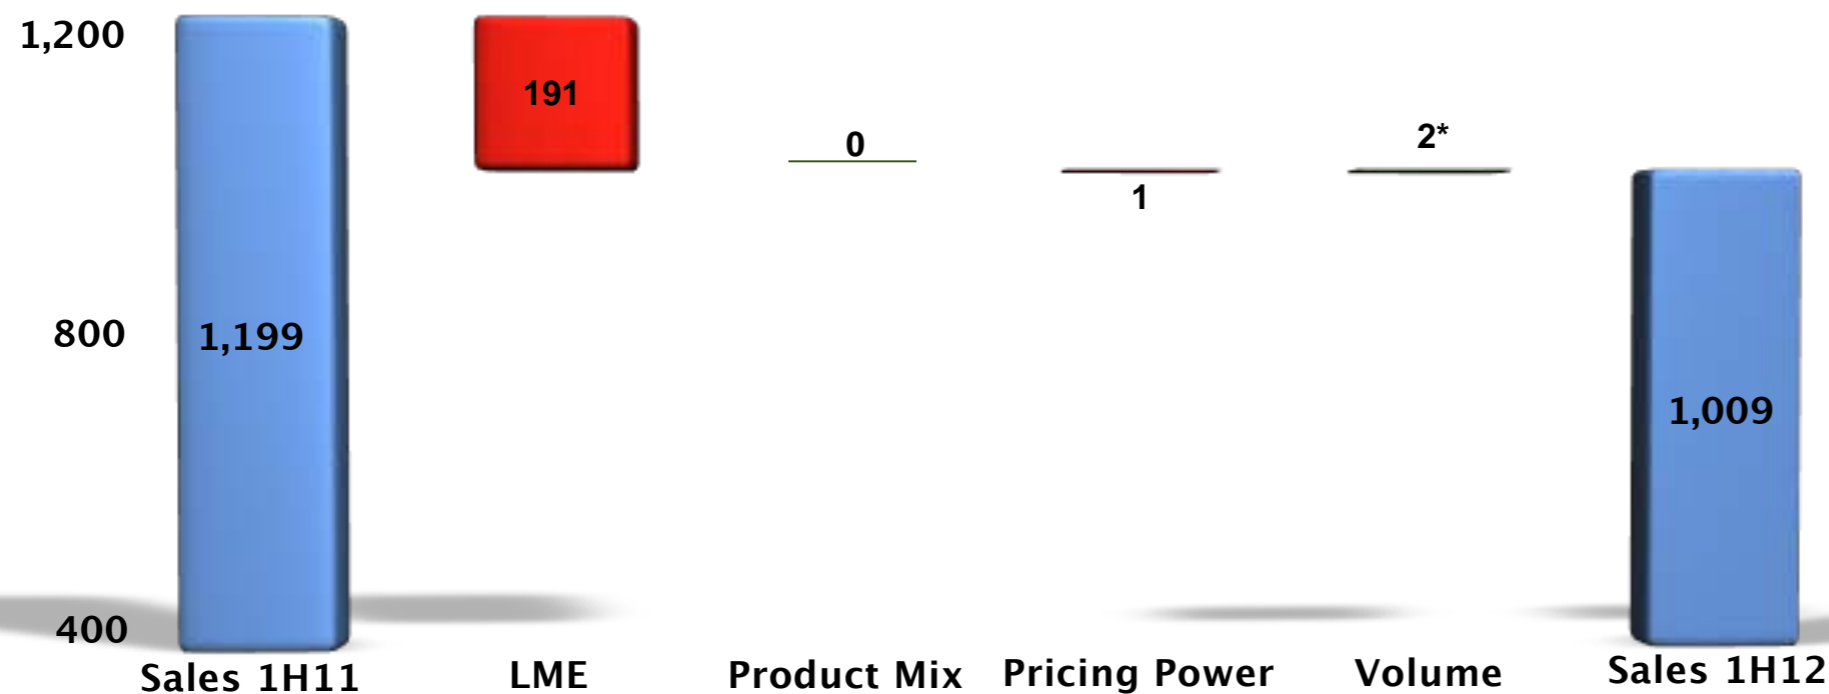 1,200
191
0
2*
1
800
1,199
1,009
400
Sales 1H11
LME
Product Mix
Pricing Power
Volume
Sales 1H12